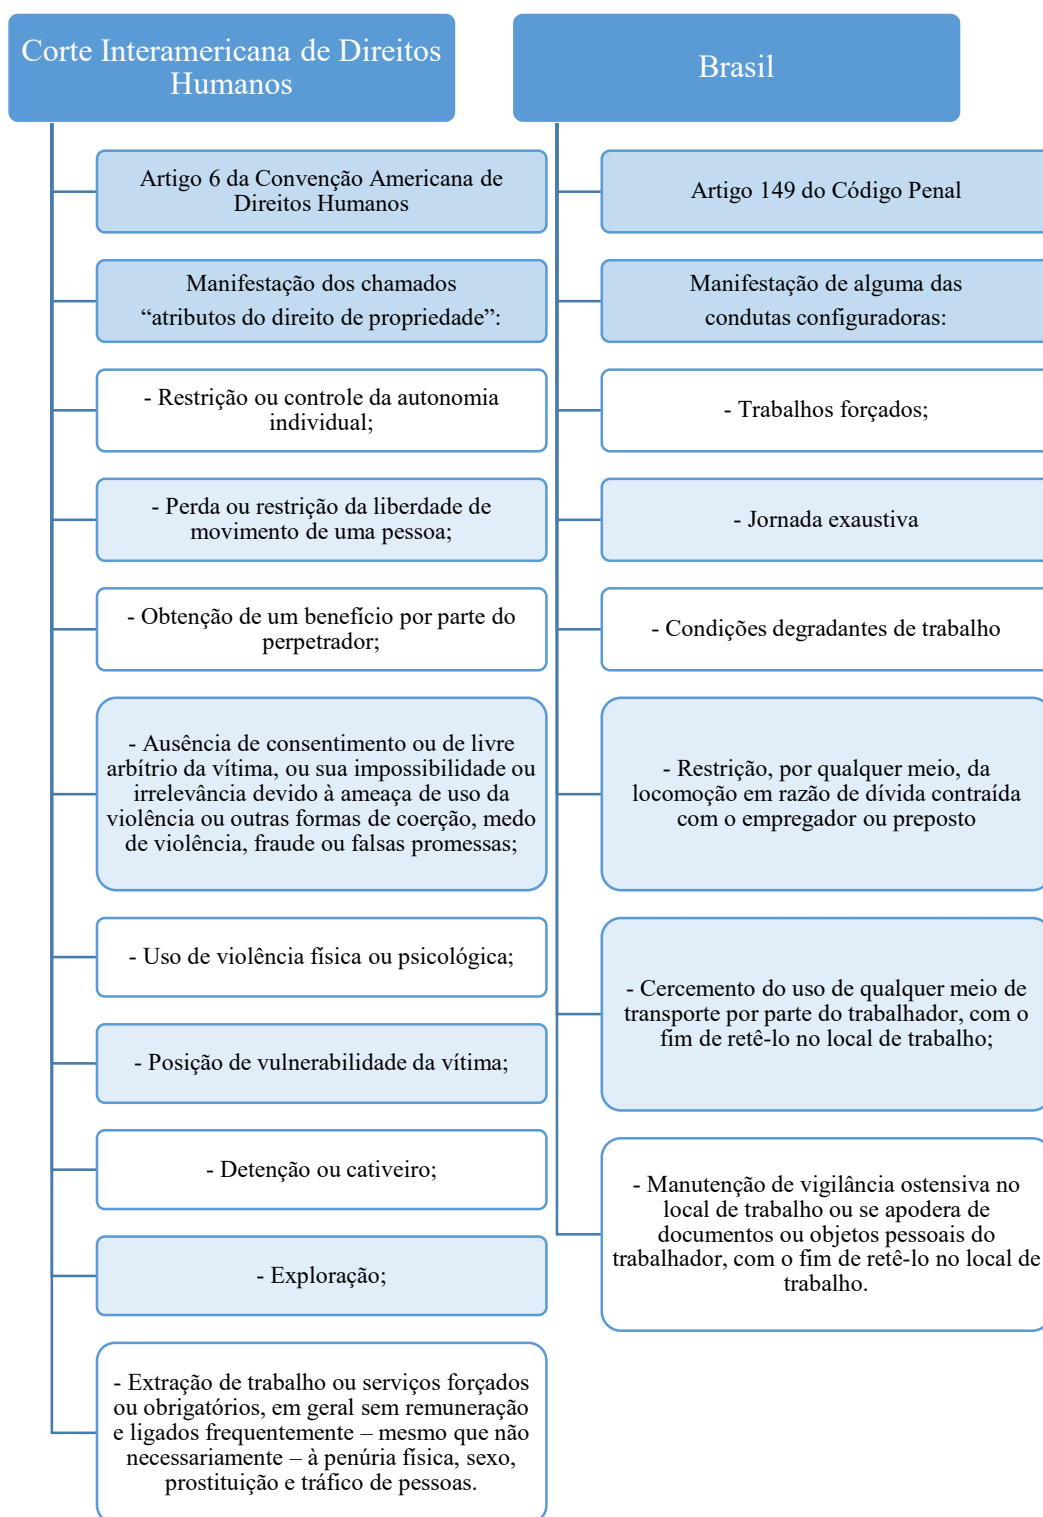 Corte Interamericana de Direitos
Humanos
Artigo 6 da Convenção Americana de
Direitos Humanos
Manifestação dos chamados
“atributos do direito de propriedade”:
- Restrição ou controle da autonomia
individual;
- Perda ou restrição da liberdade de
movimento de uma pessoa;
- Obtenção de um benefício por parte do
perpetrador;
- Ausência de consentimento ou de livre
arbítrio da vítima, ou sua impossibilidade ou
irrelevância devido à ameaça de uso da
violência ou outras formas de coerção, medo
de violência, fraude ou falsas promessas;
- Uso de violência física ou psicológica;
- Posição de vulnerabilidade da vítima;
- Detenção ou cativeiro;
- Exploração;
- Extração de trabalho ou serviços forçados
ou obrigatórios, em geral sem remuneração
e ligados frequentemente – mesmo que não
necessariamente – à penúria física, sexo,
prostituição e tráfico de pessoas.
Brasil
Artigo 149 do Código Penal
Manifestação de alguma das
condutas configuradoras:
- Trabalhos forçados;
- Jornada exaustiva
- Condições degradantes de trabalho
- Restrição, por qualquer meio, da
locomoção em razão de dívida contraída
com o empregador ou preposto
- Cercemento do uso de qualquer meio de
transporte por parte do trabalhador, com o
fim de retê-lo no local de trabalho;
- Manutenção de vigilância ostensiva no
local de trabalho ou se apodera de
documentos ou objetos pessoais do
trabalhador, com o fim de retê-lo no local de
trabalho.